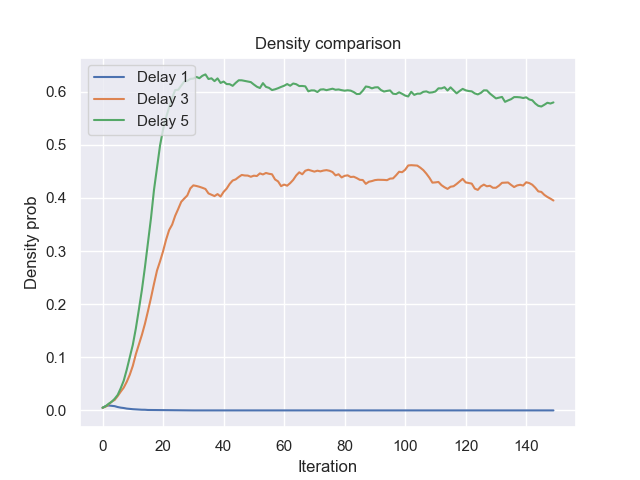 Density comparison
Delay 1
Delay 3
Delay 5
Density prob
0.6
0.5
0.4
0.3
0.2
0.1
0.0
0 20 40 60 80 100 120 140
Iteration